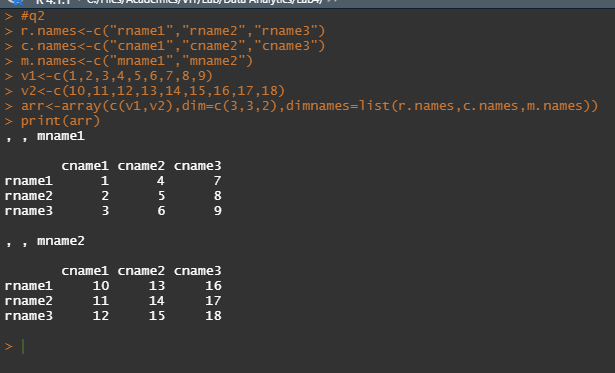 R 4.1.1 · C:/Files/Academics/VIT/Lab/Data Analytics/Lab4/
> #q2
> r.names<-c("rname1","rname2","rname3")
> c.names<-c("cname1","cname2","cname3")
> m.names<-c("mname1","mname2")
> v1<-c(1,2,3,4,5,6,7,8,9)
> v2<-c(10,11,12,13,14,15,16,17,18)
> arr<-array(c(v1,v2),dim=c(3,3,2),dimnames=list(r.names,c.names,m.names))
> print(arr)
, , mname1
cname1 cname2 cname3
rname1 1 4 7
rname2 2 5 8
rname3 3 6 9
, , mname2
cname1 cname2 cname3
rname1 10 13 16
rname2 11 14 17
rname3 12 15 18
>